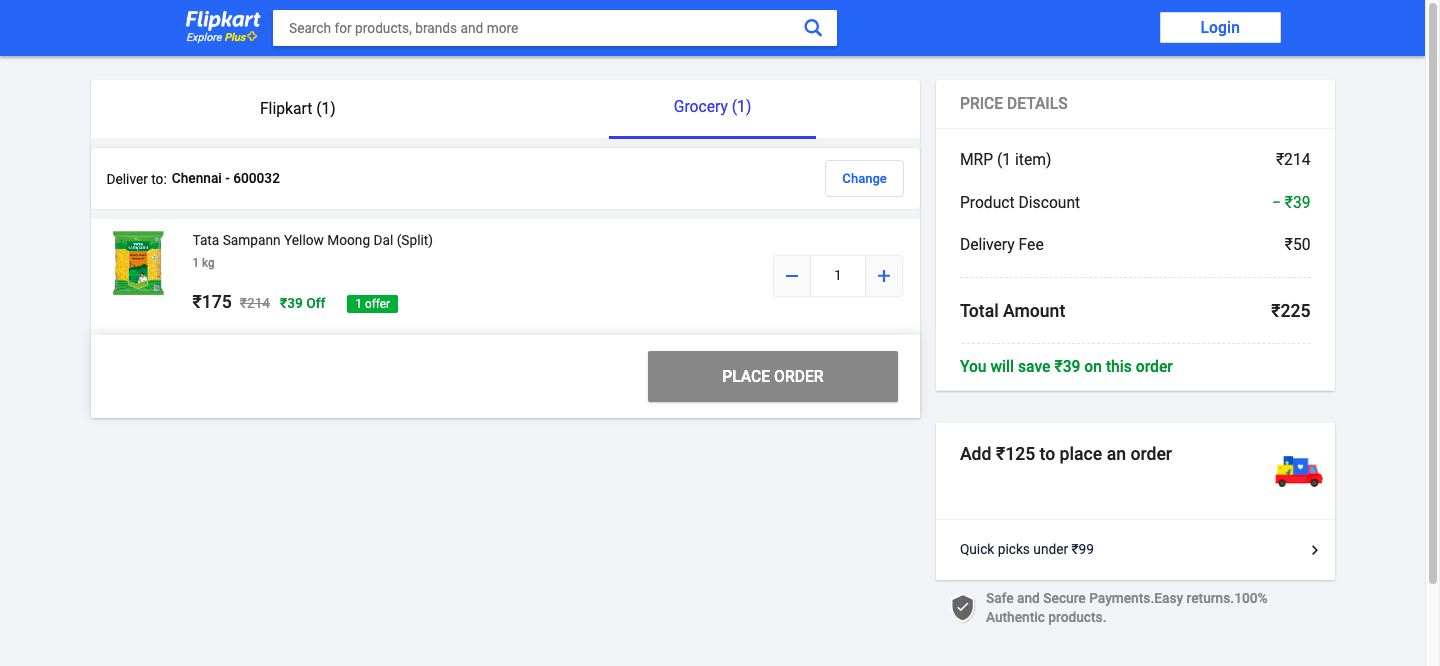 Flipkart
Explore Plus
Search for products, brands and more
Login
Flipkart (1)
Grocery (1)
Deliver to: Chennai - 600032
Change
Tata Sampann Yellow Moong Dal (Split)
1 kg
₹175 ₹214 ₹39 Off 1 offer
1
PLACE ORDER
PRICE DETAILS
MRP (1 item) ₹214
Product Discount − ₹39
Delivery Fee ₹50
Total Amount ₹225
You will save ₹39 on this order
Add ₹125 to place an order
Quick picks under ₹99
Safe and Secure Payments.Easy returns.100%
Authentic products.